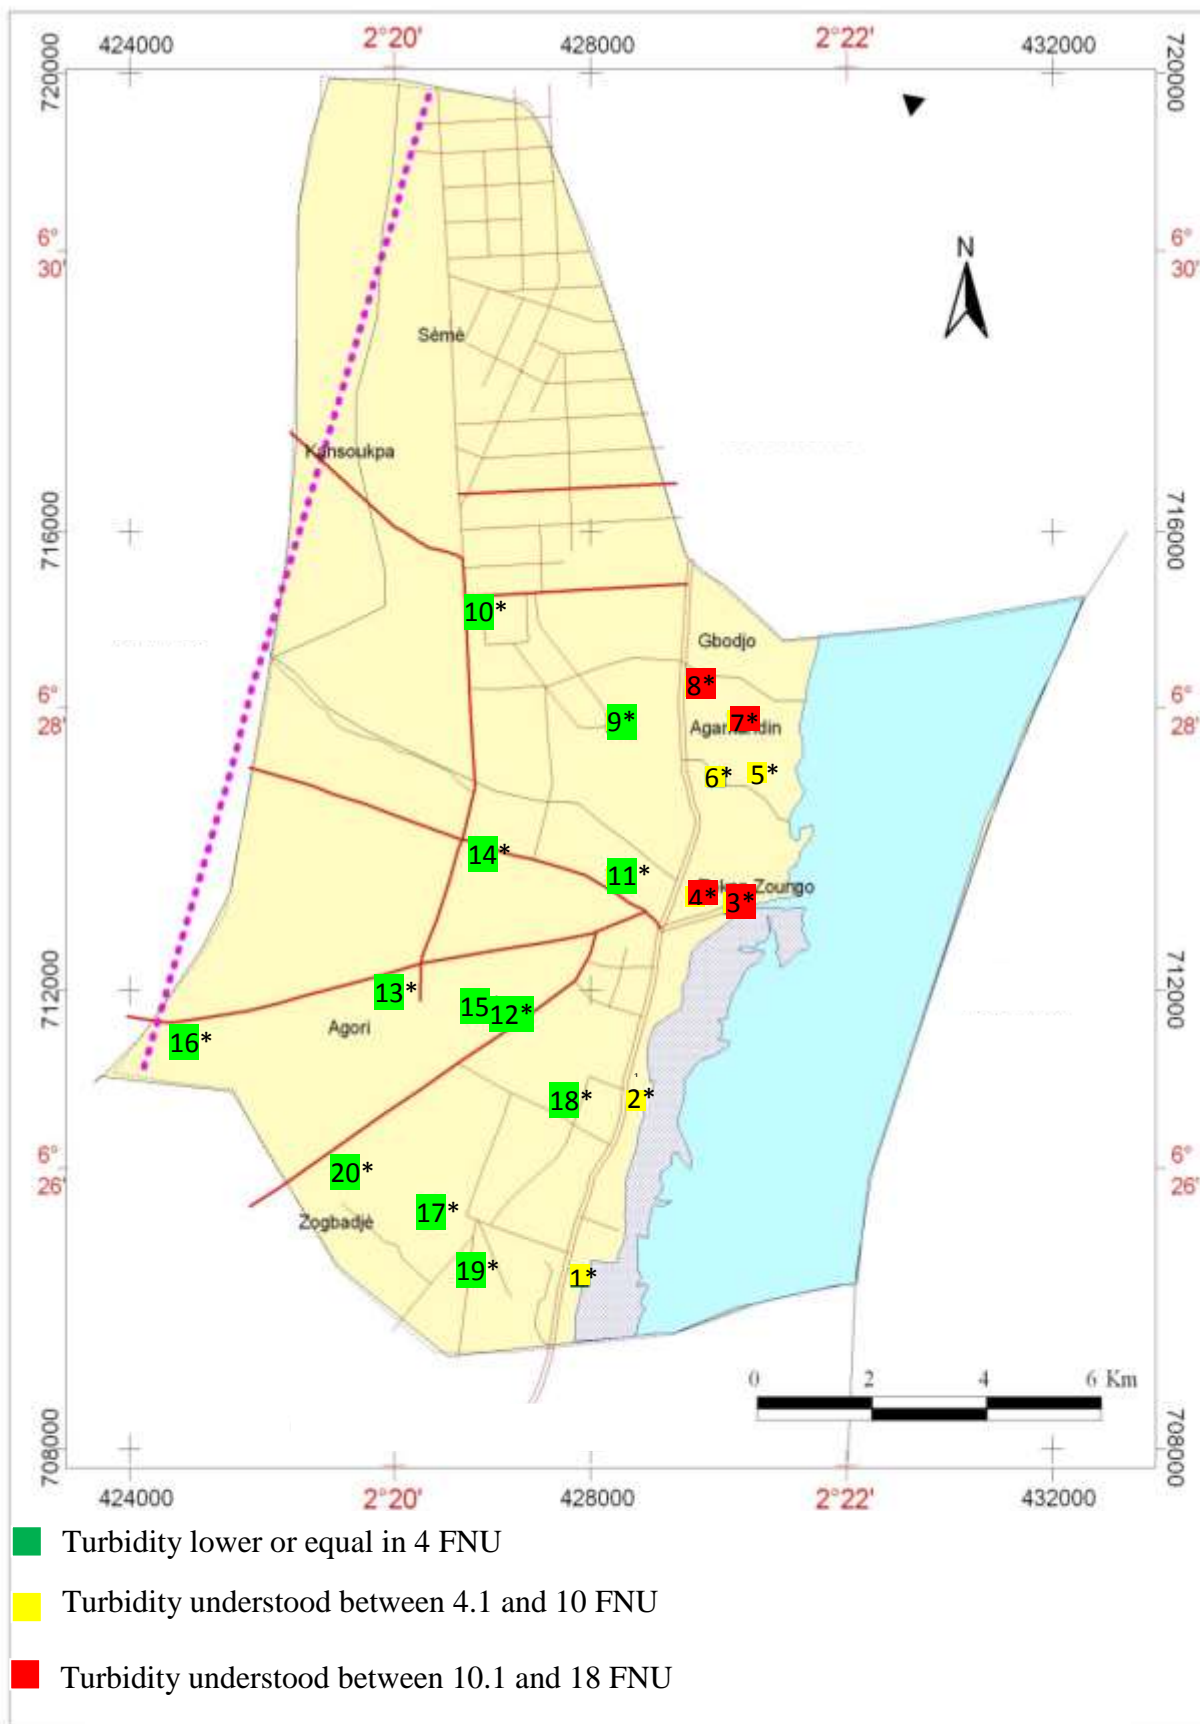 424000 2°20' 428000 2°22' 432000
720000 720000
N
6° 30' 6° 30'
Sèmè
Kansoukpa
716000 716000
10*
Gbodjo
8*
6° 28' 9* 7* 6° 28'
6* 5*
14* 11*
4* 3* Zoungo
712000 13* 15 12* 712000
Agori
16*
18* 2*
6° 26' 20* 6° 26'
17*
Zogbadjè
19* 1*
0 2 4 6 Km
708000 708000
424000 2°20' 428000 2°22' 432000
Turbidity lower or equal in 4 FNU
Turbidity understood between 4.1 and 10 FNU
Turbidity understood between 10.1 and 18 FNU